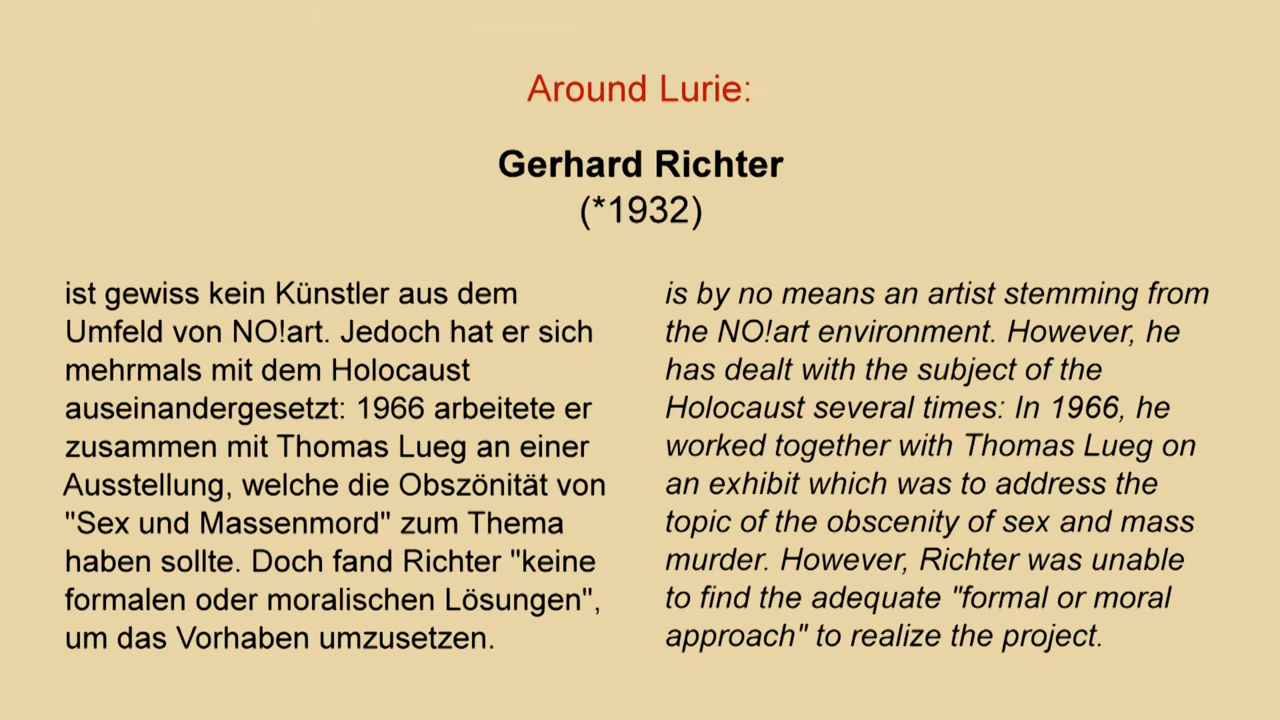 Around Lurie:
Gerhard Richter
(*1932)
ist gewiss kein Künstler aus dem
Umfeld von NO!art. Jedoch hat er sich
mehrmals mit dem Holocaust
auseinandergesetzt: 1966 arbeitete er
zusammen mit Thomas Lueg an einer
Ausstellung, welche die Obszönität von
"Sex und Massenmord" zum Thema
haben sollte. Doch fand Richter "keine
formalen oder moralischen Lösungen",
um das Vorhaben umzusetzen.
is by no means an artist stemming from
the NO!art environment. However, he
has dealt with the subject of the
Holocaust several times: In 1966, he
worked together with Thomas Lueg on
an exhibit which was to address the
topic of the obscenity of sex and mass
murder. However, Richter was unable
to find the adequate "formal or moral
approach" to realize the project.